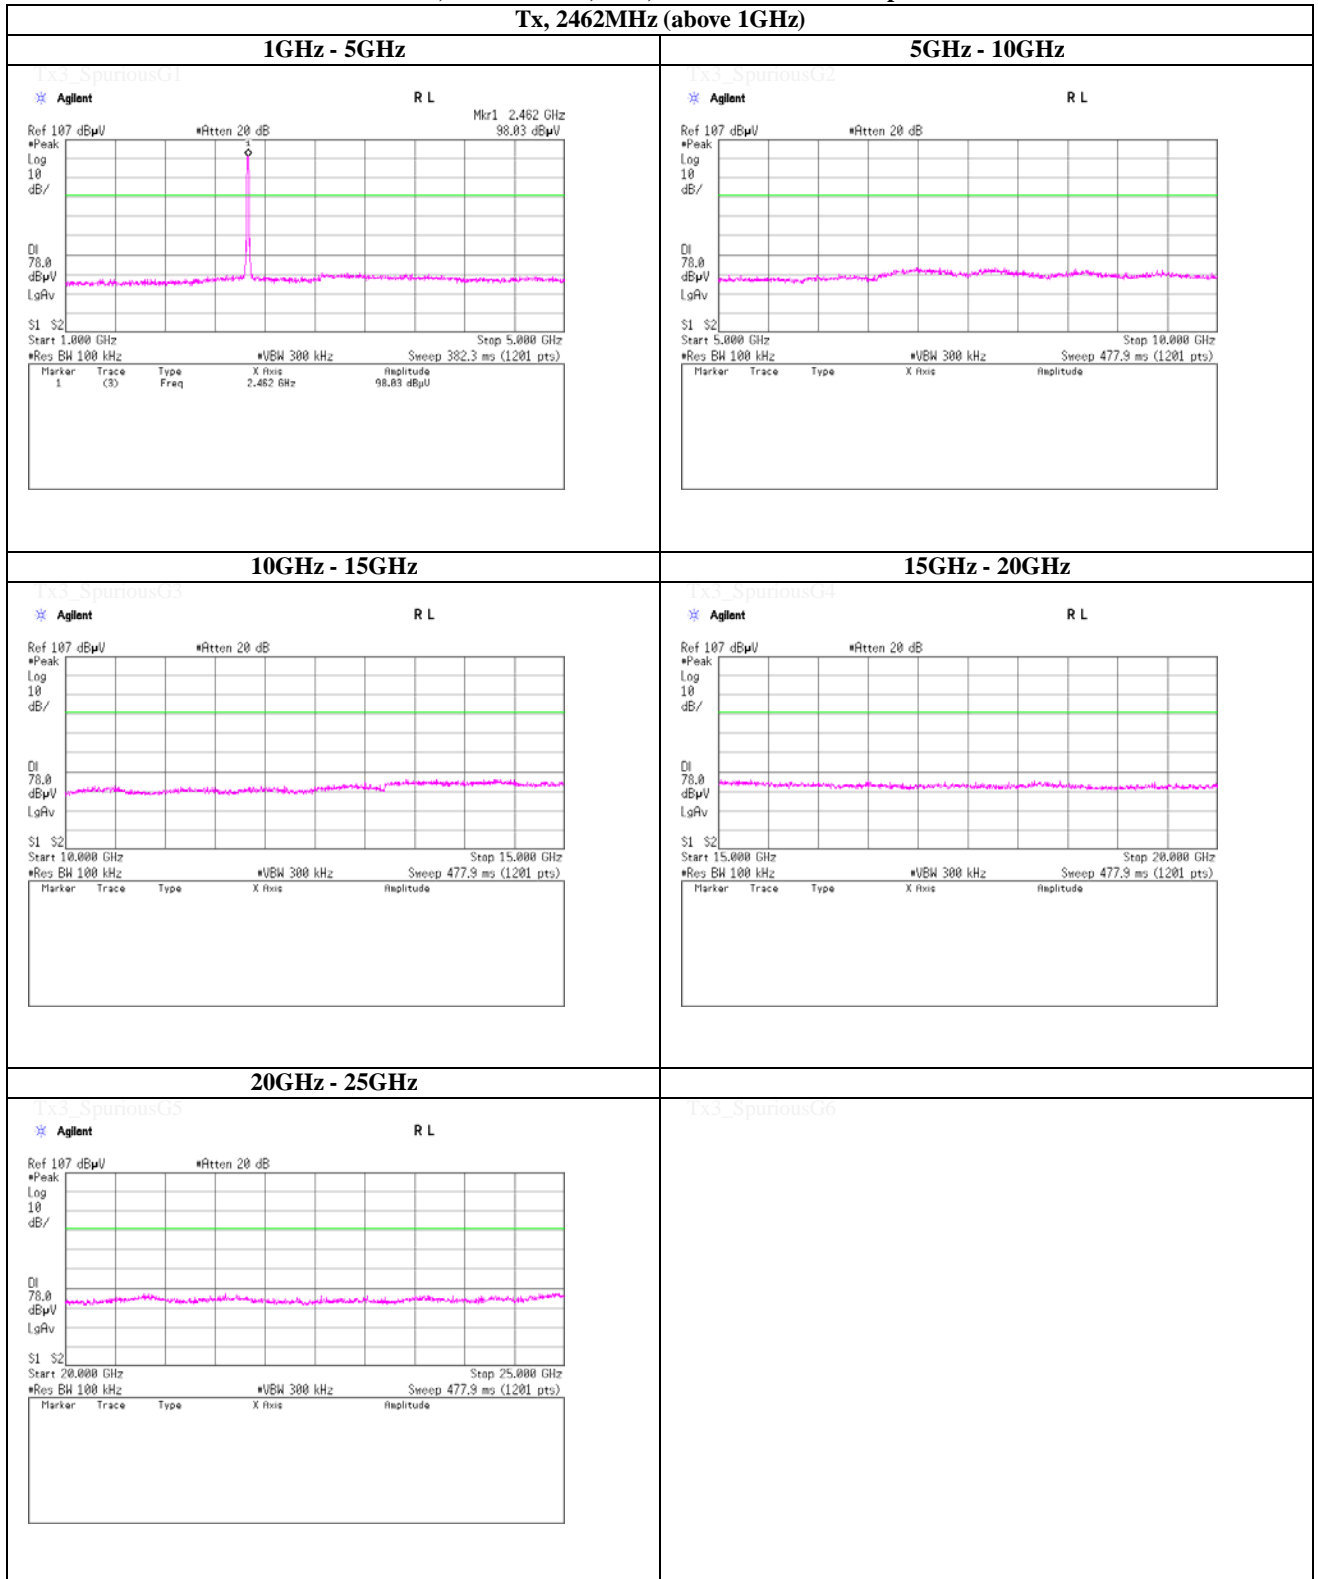 Tx, 2462MHz (above 1GHz)
1GHz - 5GHz
5GHz - 10GHz
Tx3_SpuriousG1
Agilent R L
Mkr1 2.462 GHz
Ref 107 dBµV #Atten 20 dB 98.03 dBµV
#Peak
1
Log
10
dB/
DI
78.0
dBµV
LgAv
S1 S2
Start 1.000 GHz Stop 5.000 GHz
#Res BW 100 kHz #VBW 300 kHz Sweep 382.3 ms (1201 pts)
Marker Trace Type X Axis Amplitude
1 (3) Freq 2.462 GHz 98.03 dBµV
Tx3_SpuriousG2
Agilent R L
Ref 107 dBµV #Atten 20 dB
#Peak
Log
10
dB/
DI
78.0
dBµV
LgAv
S1 S2
Start 5.000 GHz Stop 10.000 GHz
#Res BW 100 kHz #VBW 300 kHz Sweep 477.9 ms (1201 pts)
Marker Trace Type X Axis Amplitude
10GHz - 15GHz
15GHz - 20GHz
Tx3_SpuriousG3
Agilent R L
Ref 107 dBµV #Atten 20 dB
#Peak
Log
10
dB/
DI
78.0
dBµV
LgAv
S1 S2
Start 10.000 GHz Stop 15.000 GHz
#Res BW 100 kHz #VBW 300 kHz Sweep 477.9 ms (1201 pts)
Marker Trace Type X Axis Amplitude
Tx3_SpuriousG4
Agilent R L
Ref 107 dBµV #Atten 20 dB
#Peak
Log
10
dB/
DI
78.0
dBµV
LgAv
S1 S2
Start 15.000 GHz Stop 20.000 GHz
#Res BW 100 kHz #VBW 300 kHz Sweep 477.9 ms (1201 pts)
Marker Trace Type X Axis Amplitude
20GHz - 25GHz
Tx3_SpuriousG5
Agilent R L
Ref 107 dBµV #Atten 20 dB
#Peak
Log
10
dB/
DI
78.0
dBµV
LgAv
S1 S2
Start 20.000 GHz Stop 25.000 GHz
#Res BW 100 kHz #VBW 300 kHz Sweep 477.9 ms (1201 pts)
Marker Trace Type X Axis Amplitude
Tx3_SpuriousG6